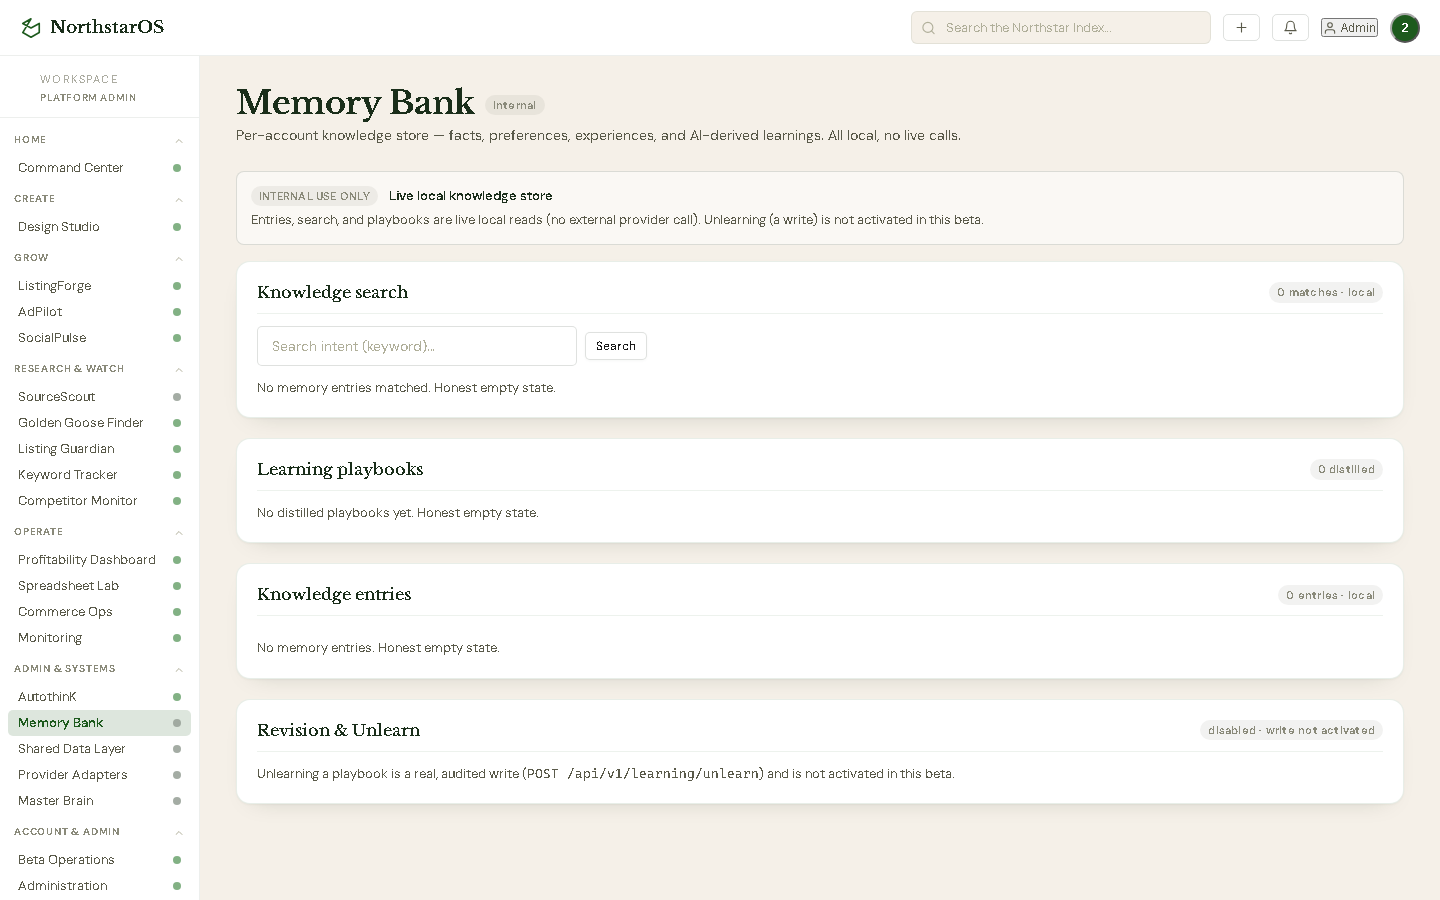 NorthstarOS
Search the Northstar Index...
Admin
2
WORKSPACE
PLATFORM ADMIN
HOME
Command Center
CREATE
Design Studio
GROW
ListingForge
AdPilot
SocialPulse
RESEARCH & WATCH
SourceScout
Golden Goose Finder
Listing Guardian
Keyword Tracker
Competitor Monitor
OPERATE
Profitability Dashboard
Spreadsheet Lab
Commerce Ops
Monitoring
ADMIN & SYSTEMS
AutothinK
Memory Bank
Shared Data Layer
Provider Adapters
Master Brain
ACCOUNT & ADMIN
Beta Operations
Administration
Memory Bank Internal
Per-account knowledge store — facts, preferences, experiences, and AI-derived learnings. All local, no live calls.
INTERNAL USE ONLY Live local knowledge store
Entries, search, and playbooks are live local reads (no external provider call). Unlearning (a write) is not activated in this beta.
Knowledge search 0 matches · local
Search intent (keyword)... Search
No memory entries matched. Honest empty state.
Learning playbooks 0 distilled
No distilled playbooks yet. Honest empty state.
Knowledge entries 0 entries · local
No memory entries. Honest empty state.
Revision & Unlearn disabled · write not activated
Unlearning a playbook is a real, audited write (POST /api/v1/learning/unlearn) and is not activated in this beta.